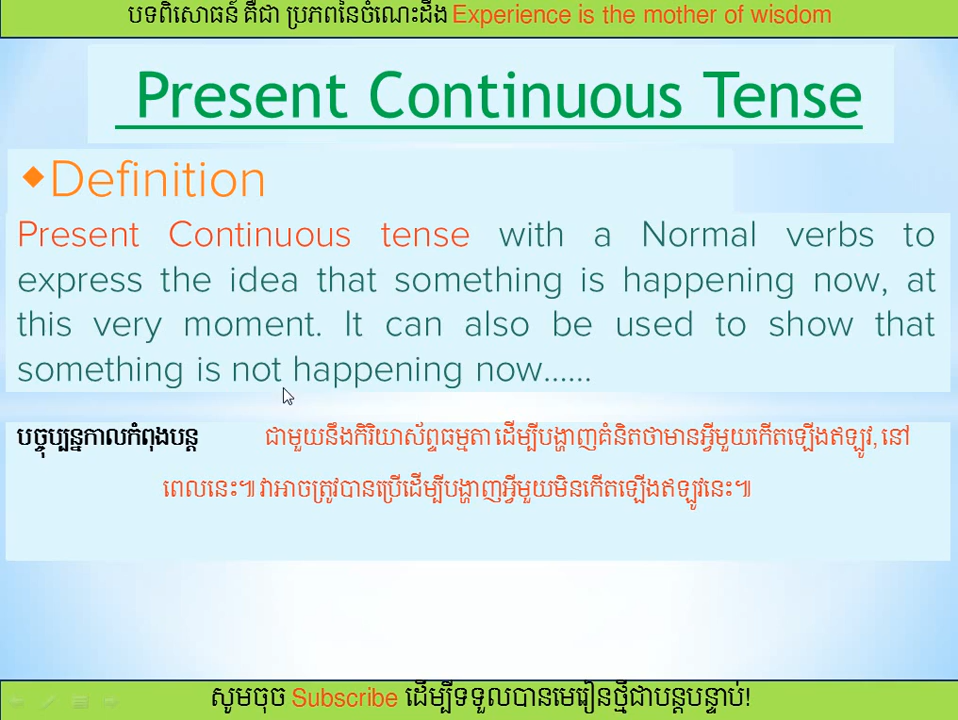 បទពិសោធន៍ គឺជា ប្រភពនៃចំណេះដឹង Experience is the mother of wisdom
Present Continuous Tense
◆Definition
Present Continuous tense with a Normal verbs to
express the idea that something is happening now, at
this very moment. It can also be used to show that
something is not happening now......
បច្ចុប្បន្នកាលកំពុងបន្ត ជាមួយនឹងកិរិយាស័ព្ទធម្មតា ដើម្បីបង្ហាញគំនិតថាមានអ្វីមួយកើតឡើងឥឡូវ, នៅ
ពេលនេះ៕ វាអាចត្រូវបានប្រើដើម្បីបង្ហាញអ្វីមួយមិនកើតឡើងឥឡូវនេះ៕
សូមចុច Subscribe ដើម្បីទទួលបានមេរៀនថ្មីជាបន្តបន្ទាប់!